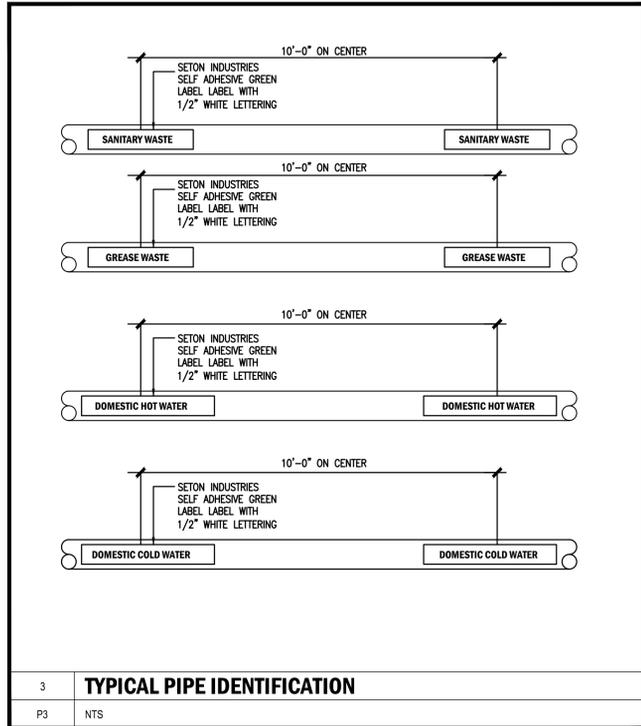 10'-0" ON CENTER
SETON INDUSTRIES
SELF ADHESIVE GREEN
LABEL LABEL WITH
1/2" WHITE LETTERING
SANITARY WASTE
SANITARY WASTE
10'-0" ON CENTER
SETON INDUSTRIES
SELF ADHESIVE GREEN
LABEL LABEL WITH
1/2" WHITE LETTERING
GREASE WASTE
GREASE WASTE
10'-0" ON CENTER
SETON INDUSTRIES
SELF ADHESIVE GREEN
LABEL LABEL WITH
1/2" WHITE LETTERING
DOMESTIC HOT WATER
DOMESTIC HOT WATER
10'-0" ON CENTER
SETON INDUSTRIES
SELF ADHESIVE GREEN
LABEL LABEL WITH
1/2" WHITE LETTERING
DOMESTIC COLD WATER
DOMESTIC COLD WATER
3
TYPICAL PIPE IDENTIFICATION
P3
NTS